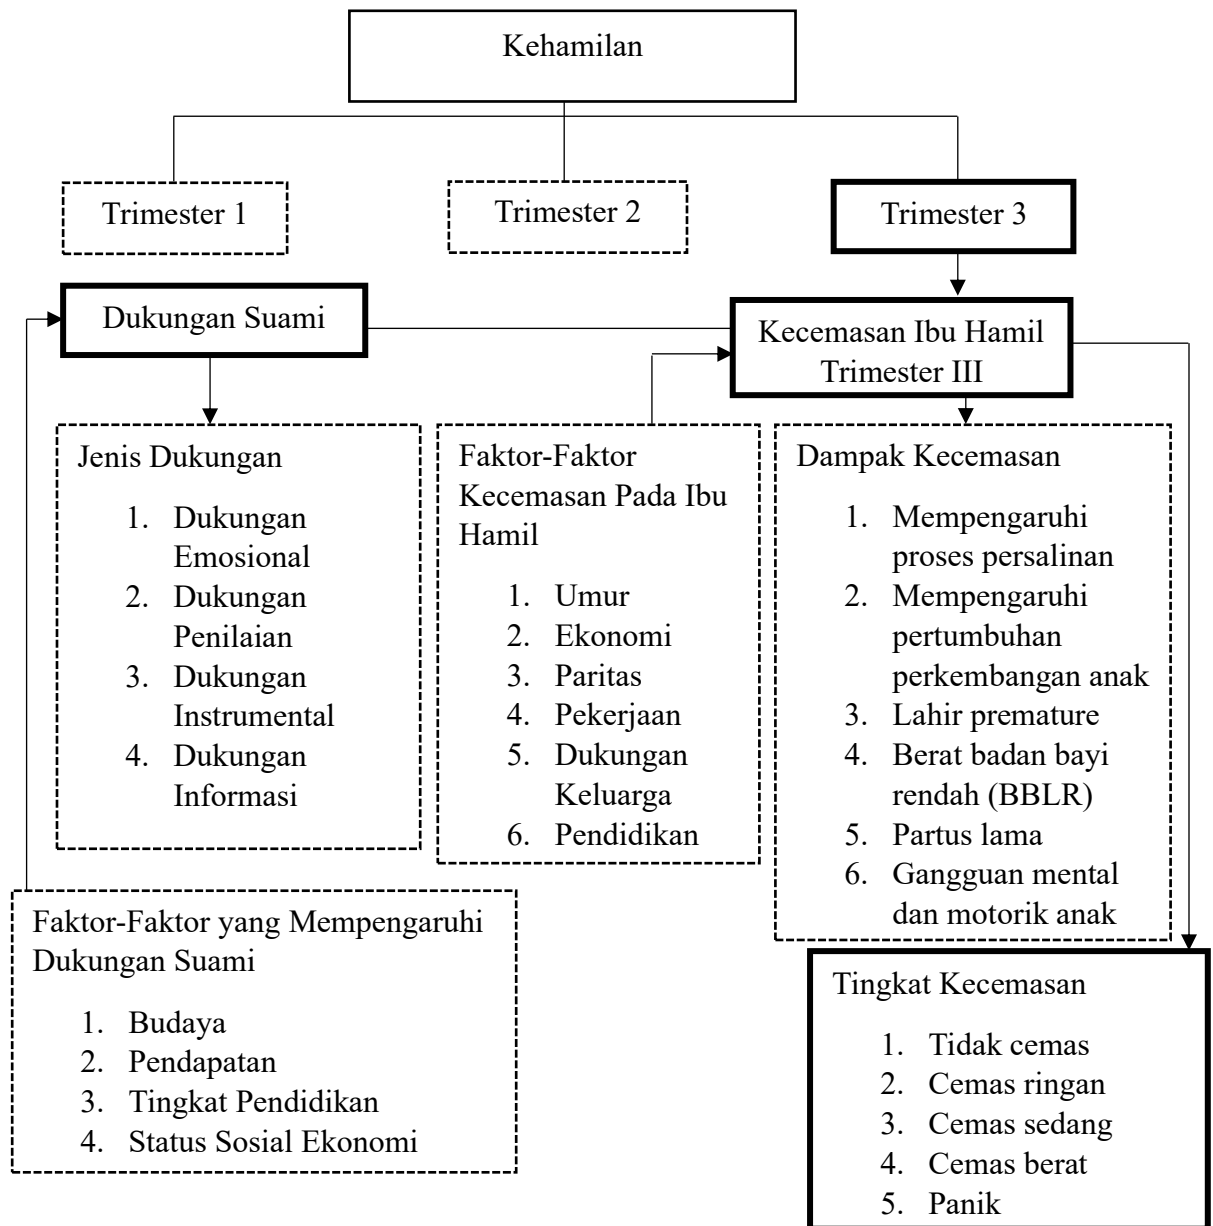 Kehamilan
Trimester 1
Trimester 2
Trimester 3
Dukungan Suami
Kecemasan Ibu Hamil
Trimester III
Jenis Dukungan
1. Dukungan
Emosional
2. Dukungan
Penilaian
3. Dukungan
Instrumental
4. Dukungan
Informasi
Faktor-Faktor
Kecemasan Pada Ibu
Hamil
1. Umur
2. Ekonomi
3. Paritas
4. Pekerjaan
5. Dukungan
Keluarga
6. Pendidikan
Dampak Kecemasan
1. Mempengaruhi
proses persalinan
2. Mempengaruhi
pertumbuhan
perkembangan anak
3. Lahir premature
4. Berat badan bayi
rendah (BBLR)
5. Partus lama
6. Gangguan mental
dan motorik anak
Faktor-Faktor yang Mempengaruhi
Dukungan Suami
1. Budaya
2. Pendapatan
3. Tingkat Pendidikan
4. Status Sosial Ekonomi
Tingkat Kecemasan
1. Tidak cemas
2. Cemas ringan
3. Cemas sedang
4. Cemas berat
5. Panik